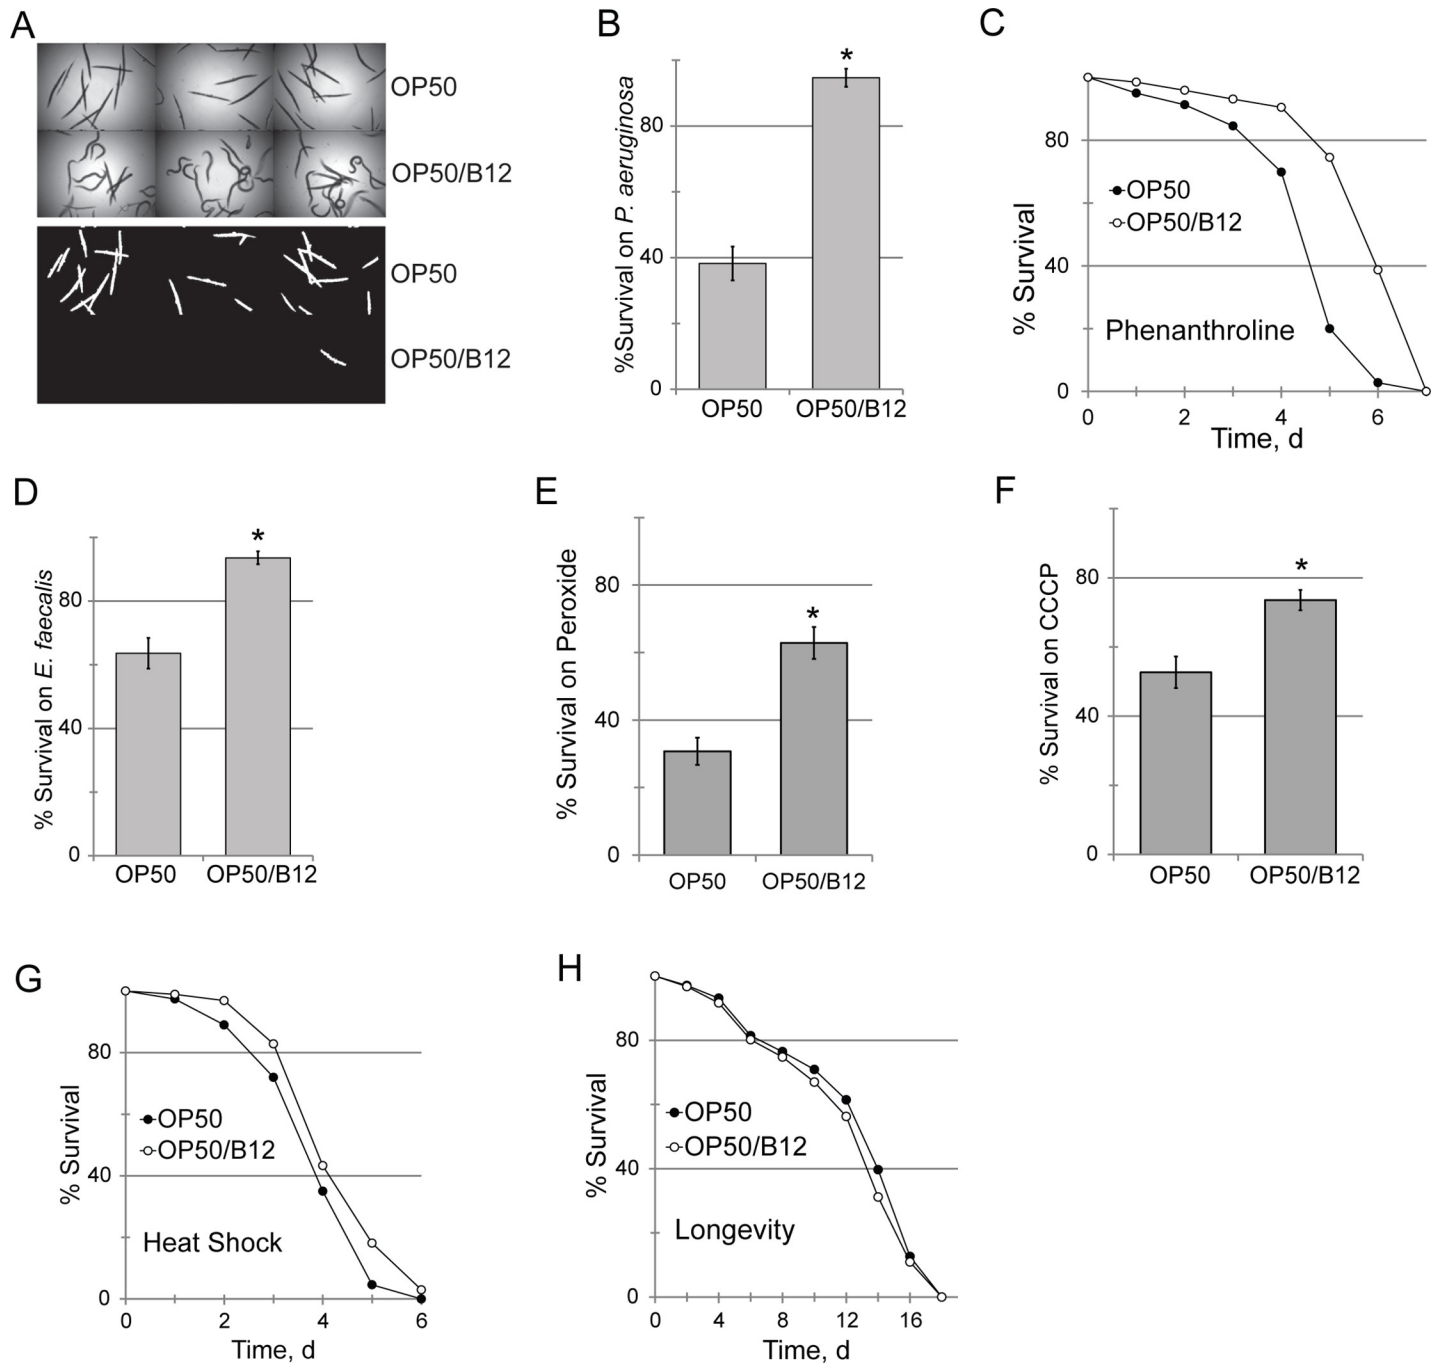 A
OP50
OP50/B12
OP50
OP50/B12
B
*
%Survival on P. aeruginosa
80
40
0
OP50
OP50/B12
C
% Survival
80
40
0
OP50
OP50/B12
Phenanthroline
0 2 4 6
Time, d
D
*
% Survival on E. faecalis
80
40
0
OP50
OP50/B12
E
*
% Survival on Peroxide
80
40
0
OP50
OP50/B12
F
*
% Survival on CCCP
80
40
0
OP50
OP50/B12
G
% Survival
80
40
0
OP50
OP50/B12
Heat Shock
0 2 4 6
Time, d
H
% Survival
80
40
0
OP50
OP50/B12
Longevity
0 4 8 12 16
Time, d